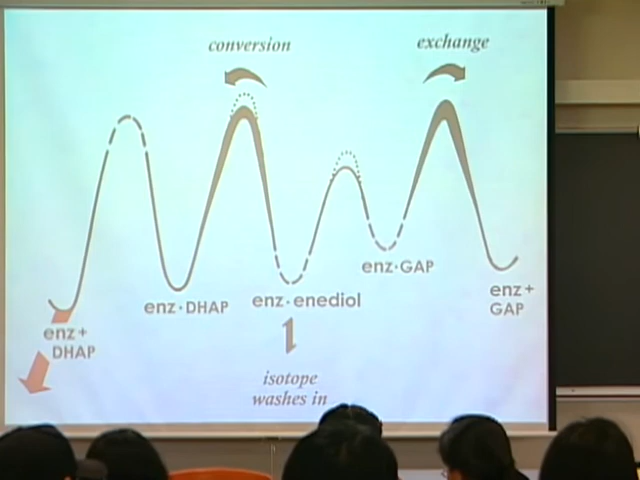 conversion
exchange
enz·GAP
enz·DHAP
enz·enediol
enz+
GAP
enz+
DHAP
isotope
washes in